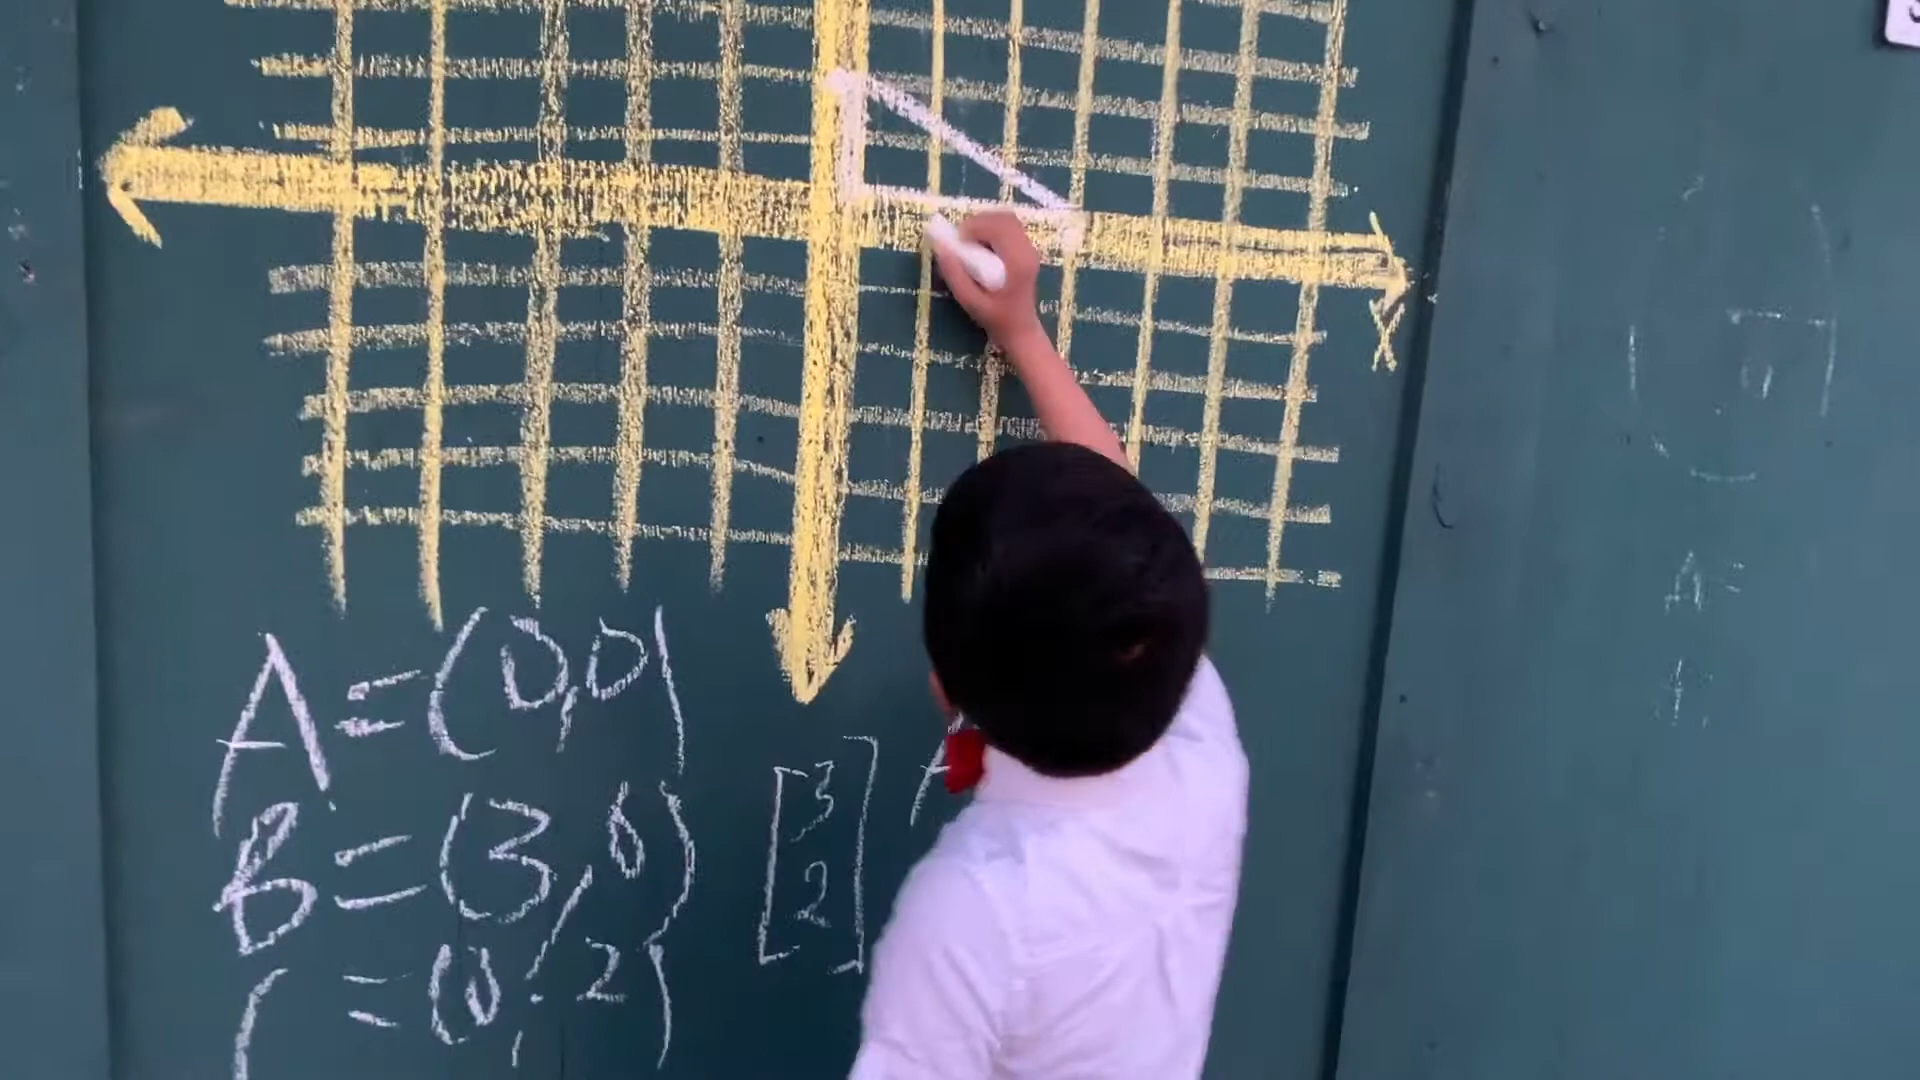 x
A = (0,0)
B = (3,0)
C = (0,2)
[3
2]